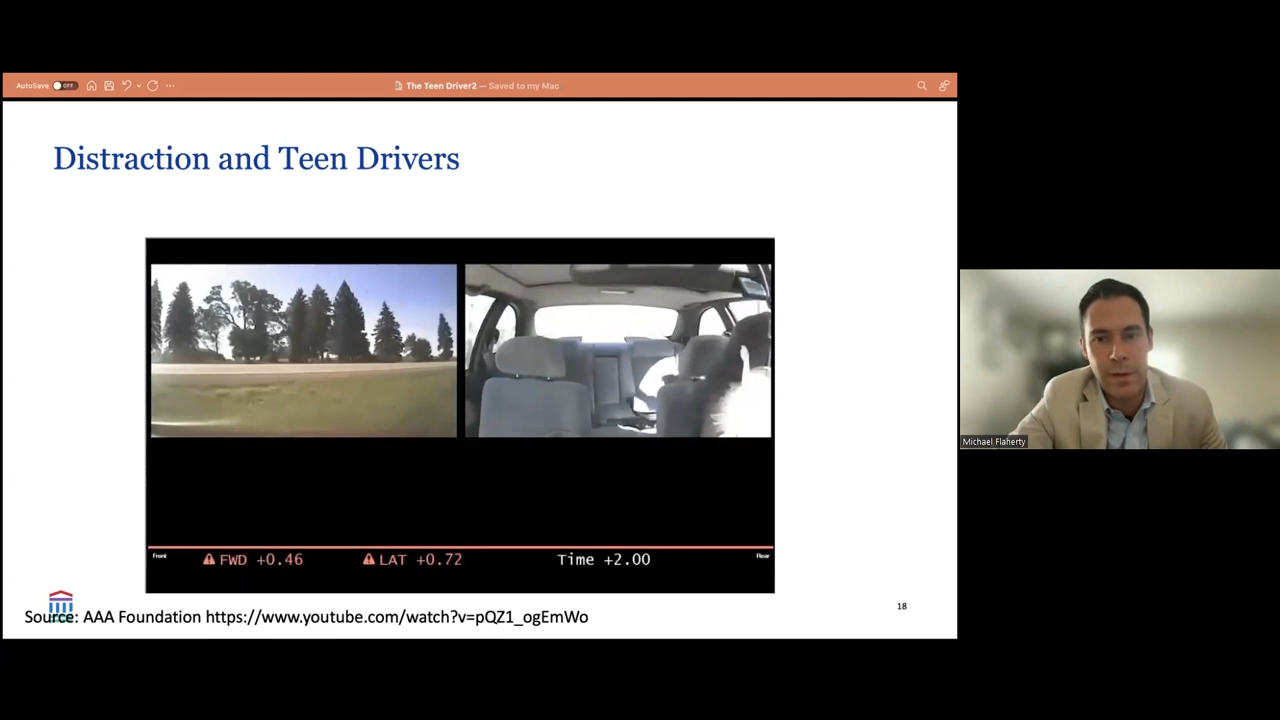 AutoSave OFF
The Teen Driver2 — Saved to my Mac
Distraction and Teen Drivers
Front
FWD +0.46
LAT +0.72
Time +2.00
Rear
Source: AAA Foundation https://www.youtube.com/watch?v=pQZ1_ogEmWo
18
Michael Flaherty